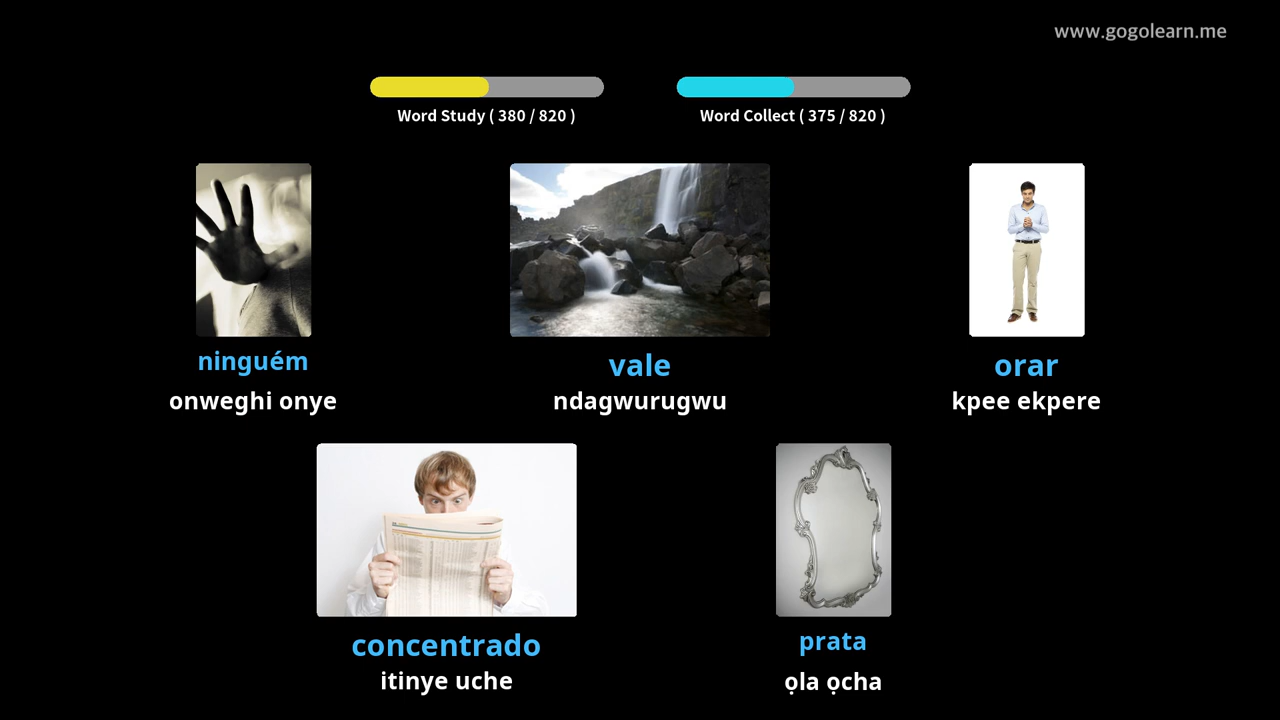 www.gogolearn.me
Word Study ( 380 / 820 )
Word Collect ( 375 / 820 )
ninguém
onweghi onye
vale
ndagwurugwu
orar
kpee ekpere
concentrado
itinye uche
prata
ọla ọcha